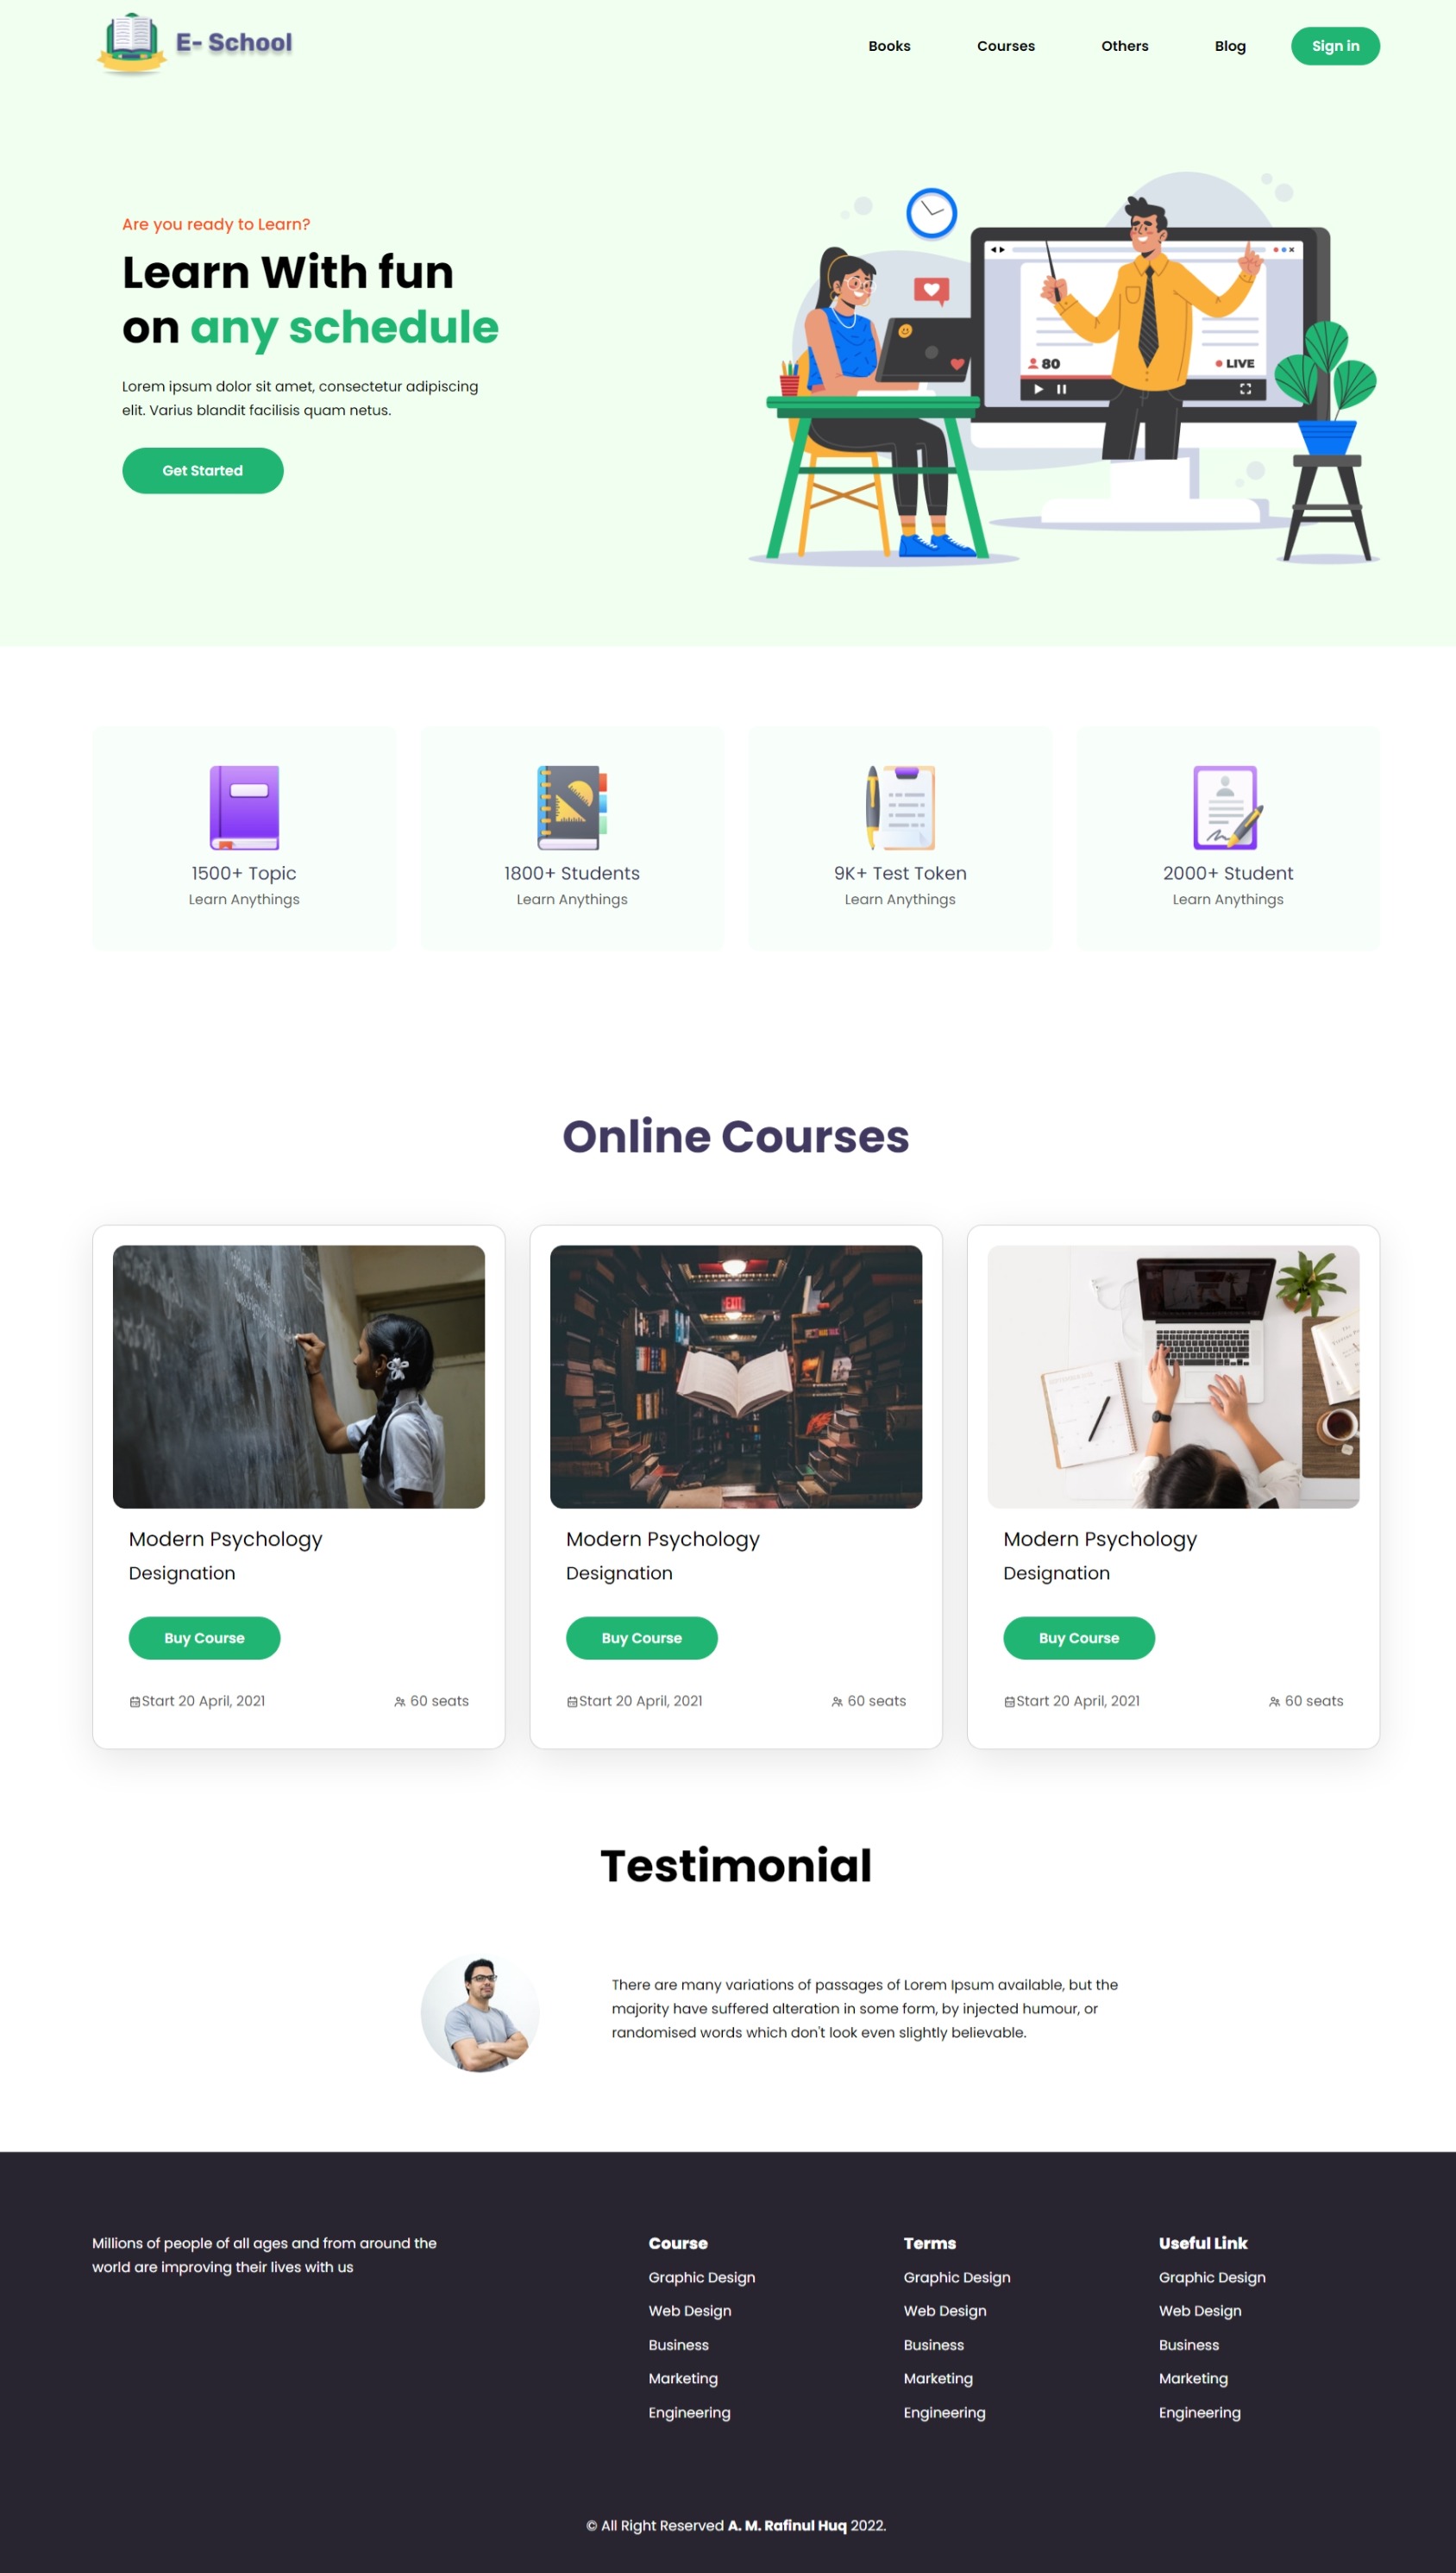 E- School
Books
Courses
Others
Blog
Sign in
Are you ready to Learn?
Learn With fun
on any schedule
Lorem ipsum dolor sit amet, consectetur adipiscing
elit. Varius blandit facilisis quam netus.
Get Started
80
LIVE
1500+ Topic
Learn Anythings
1800+ Students
Learn Anythings
9K+ Test Token
Learn Anythings
2000+ Student
Learn Anythings
Online Courses
EXIT
Modern Psychology
Designation
Buy Course
Start 20 April, 2021
60 seats
Modern Psychology
Designation
Buy Course
Start 20 April, 2021
60 seats
Modern Psychology
Designation
Buy Course
Start 20 April, 2021
60 seats
Testimonial
There are many variations of passages of Lorem Ipsum available, but the
majority have suffered alteration in some form, by injected humour, or
randomised words which don't look even slightly believable.
Millions of people of all ages and from around the
world are improving their lives with us
Course
Graphic Design
Web Design
Business
Marketing
Engineering
Terms
Graphic Design
Web Design
Business
Marketing
Engineering
Useful Link
Graphic Design
Web Design
Business
Marketing
Engineering
© All Right Reserved A. M. Rafinul Huq 2022.